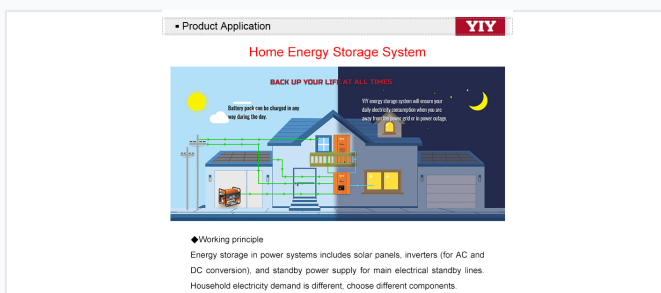 ▪ Product Application
YIY
Home Energy Storage System
BACK UP YOUR LIFE AT ALL TIMES
Battery pack can be charged in any
way during the day.
YIY energy storage system will ensure your
daily electricity consumption when you are
away from the power grid or in power outage.
◆Working principle
Energy storage in power systems includes solar panels, inverters (for AC and
DC conversion), and standby power supply for main electrical standby lines.
Household electricity demand is different, choose different components.